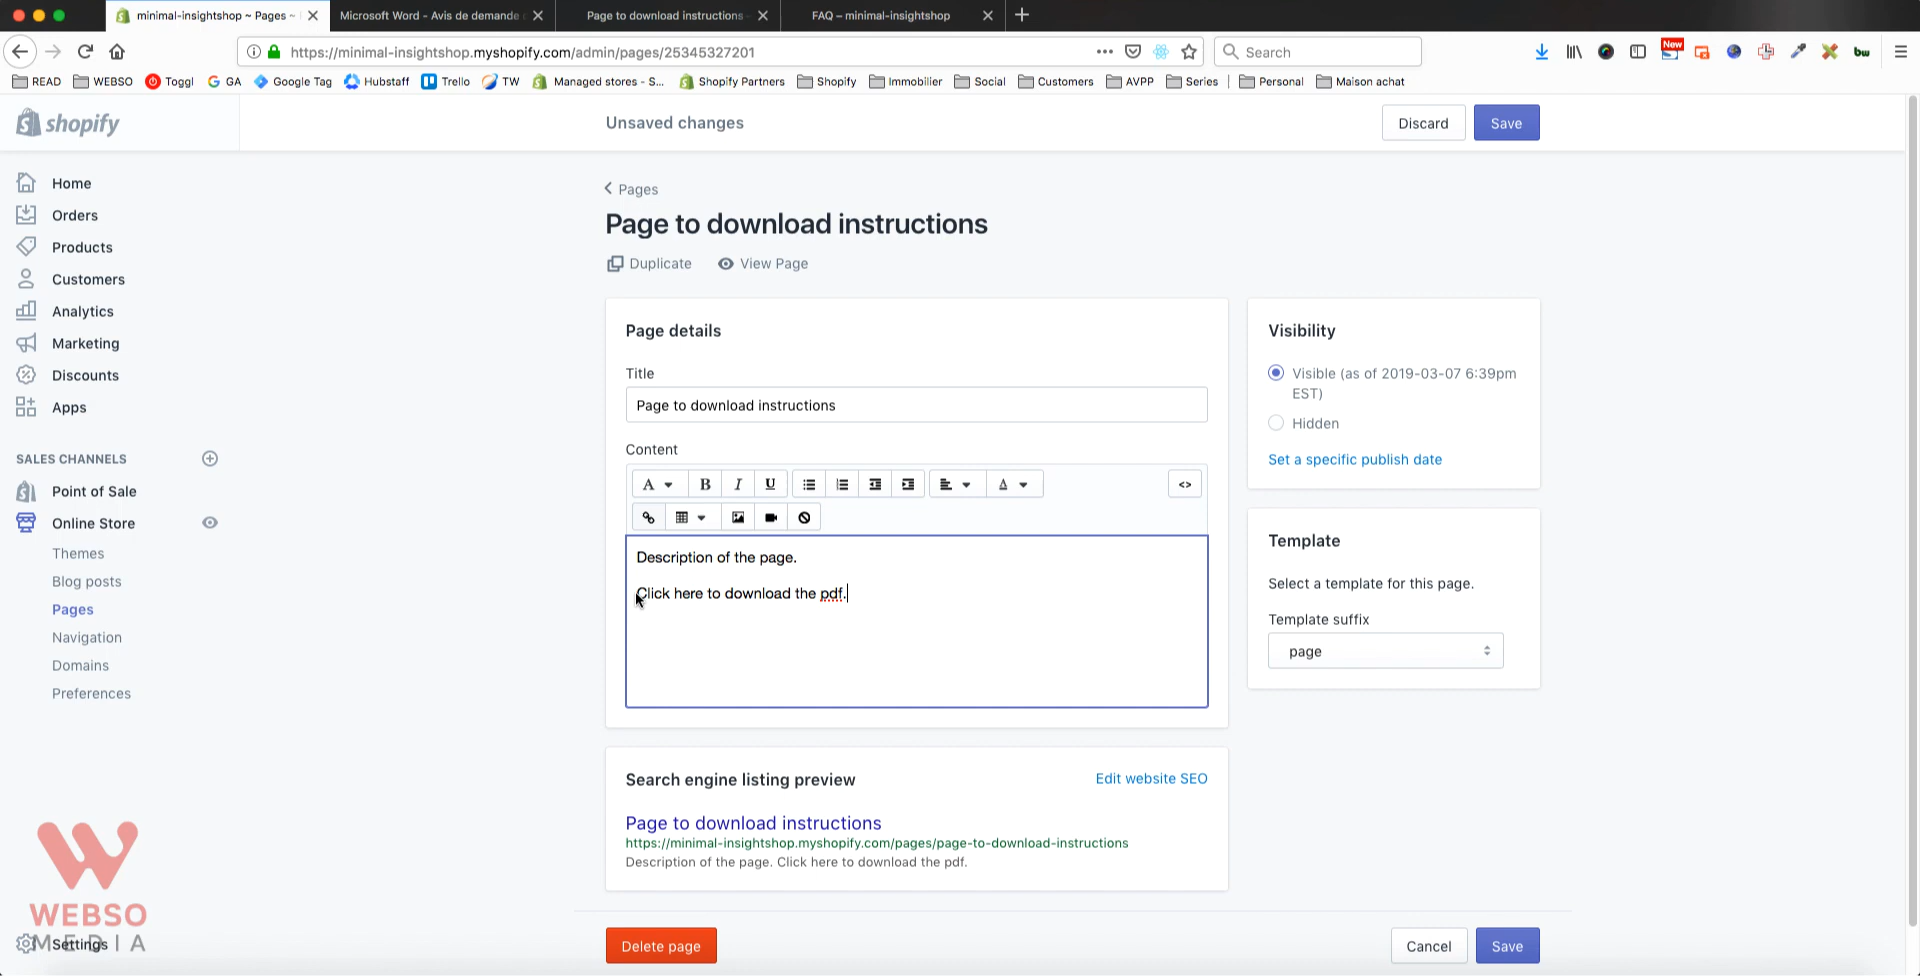 minimal-insightshop ~ Pages ~
Microsoft Word - Avis de demande
Page to download instructions
FAQ – minimal-insightshop
https://minimal-insightshop.myshopify.com/admin/pages/25345327201
Search
New
bw
READ
WEBSO
Toggl
G GA
Google Tag
Hubstaff
Trello
TW
Managed stores - S...
Shopify Partners
Shopify
Immobilier
Social
Customers
AVPP
Series
Personal
Maison achat
shopify
Unsaved changes
Discard
Save
Home
Orders
Products
Customers
Analytics
Marketing
Discounts
Apps
SALES CHANNELS
Point of Sale
Online Store
Themes
Blog posts
Pages
Navigation
Domains
Preferences
WEBSO
MEDIA
Settings
Pages
Page to download instructions
Duplicate
View Page
Page details
Title
Page to download instructions
Content
A
B
I
U
A
<>
Description of the page.
Click here to download the pdf.
Search engine listing preview
Edit website SEO
Page to download instructions
https://minimal-insightshop.myshopify.com/pages/page-to-download-instructions
Description of the page. Click here to download the pdf.
Delete page
Cancel
Save
Visibility
Visible (as of 2019-03-07 6:39pm
EST)
Hidden
Set a specific publish date
Template
Select a template for this page.
Template suffix
page